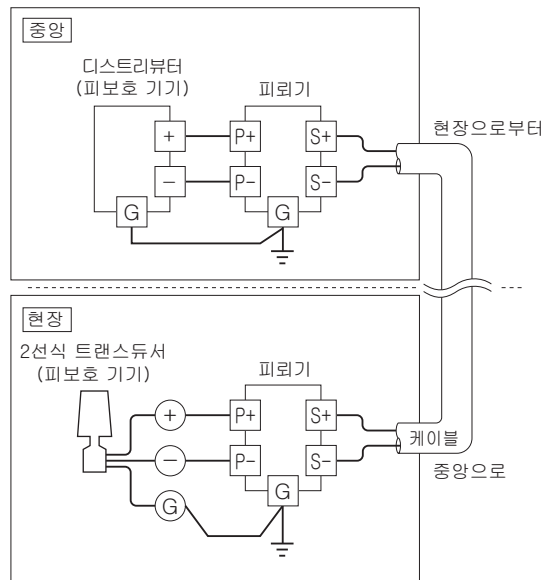 중앙
디스트리뷰터
(피보호 기기)
피뢰기
현장으로부터
+ P+ S+
− P− S−
G G
현장
2선식 트랜스듀서
(피보호 기기)
피뢰기
+ P+ S+
케이블
− P− S−
중앙으로
G G